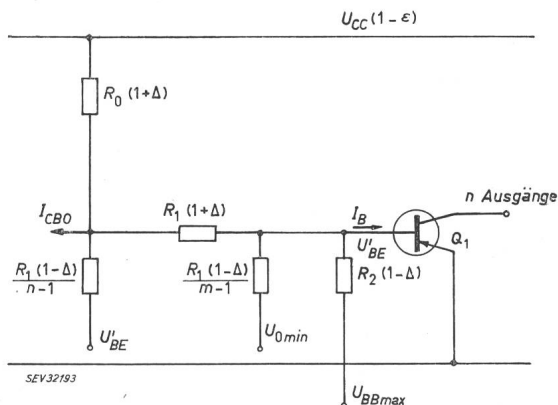 U_CC (1 - ε)
R_0 (1+Δ)
I_CBO
R_1 (1+Δ)
I_B
n Ausgänge
U'_BE
Q_1
R_1 (1-Δ)
n-1
R_1 (1-Δ)
m-1
R_2 (1-Δ)
U'_BE
U_0min
SEV32193
U_BBmax